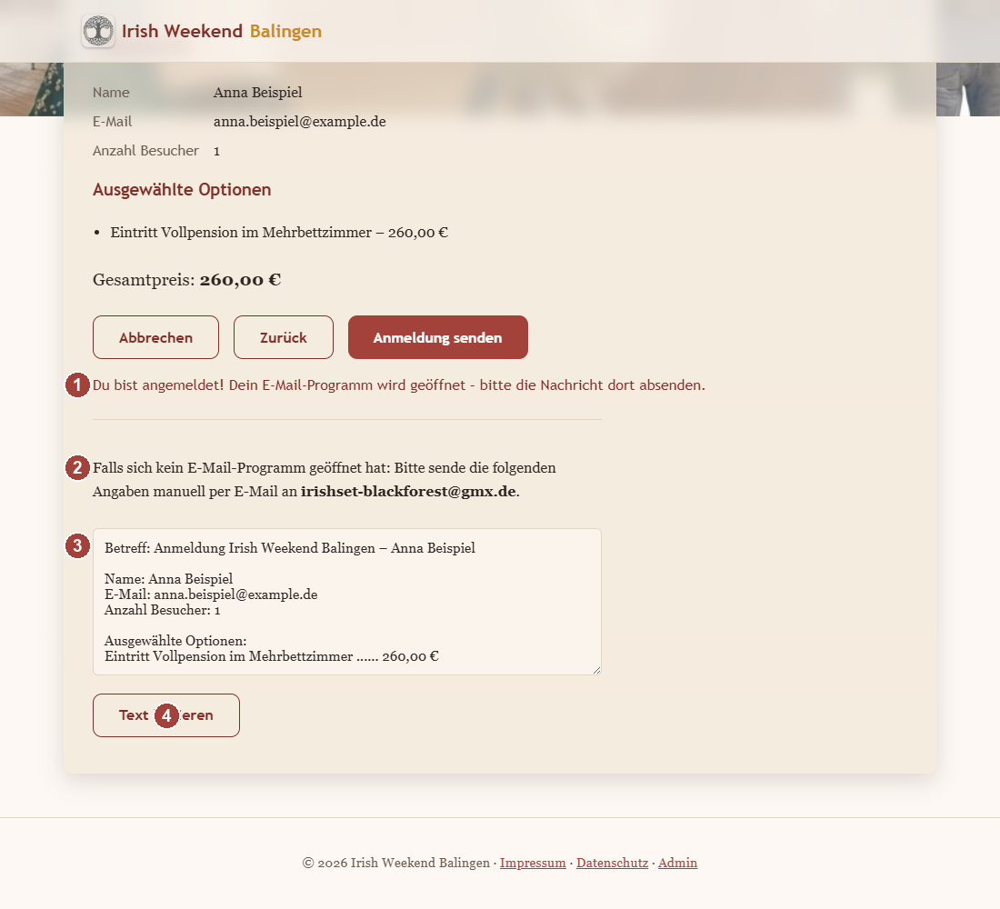 Irish Weekend Balingen
Name Anna Beispiel
E-Mail anna.beispiel@example.de
Anzahl Besucher 1
Ausgewählte Optionen
• Eintritt Vollpension im Mehrbettzimmer – 260,00 €
Gesamtpreis: 260,00 €
Abbrechen Zurück Anmeldung senden
1 Du bist angemeldet! Dein E-Mail-Programm wird geöffnet – bitte die Nachricht dort absenden.
2 Falls sich kein E-Mail-Programm geöffnet hat: Bitte sende die folgenden
Angaben manuell per E-Mail an irishset-blackforest@gmx.de.
3
Betreff: Anmeldung Irish Weekend Balingen – Anna Beispiel
Name: Anna Beispiel
E-Mail: anna.beispiel@example.de
Anzahl Besucher: 1
Ausgewählte Optionen:
Eintritt Vollpension im Mehrbettzimmer ...... 260,00 €
Text 4
© 2026 Irish Weekend Balingen · Impressum · Datenschutz · Admin